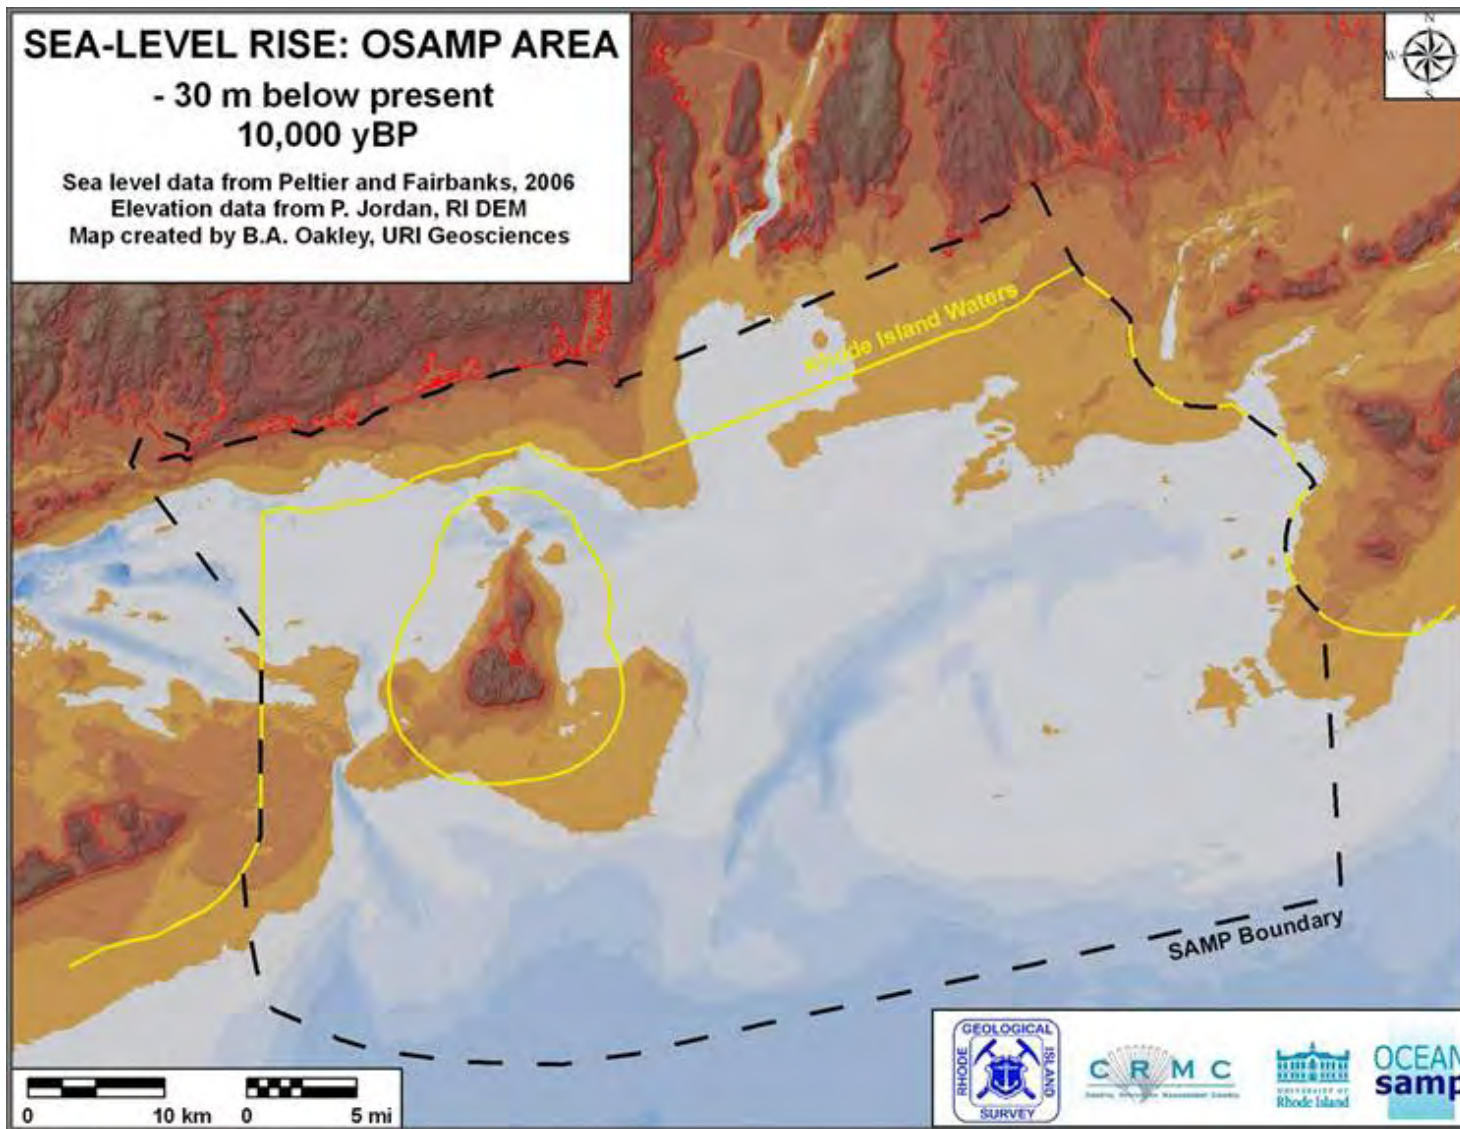 SEA-LEVEL RISE: OSAMP AREA
- 30 m below present
10,000 yBP
Sea level data from Peltier and Fairbanks, 2006
Elevation data from P. Jordan, RI DEM
Map created by B.A. Oakley, URI Geosciences
N
W
S
Rhode Island Waters
SAMP Boundary
0 10 km 0 5 mi
GEOLOGICAL
RHODE
ISLAND
SURVEY
C R M C
UNIVERSITY OF
Rhode Island
OCEAN
samp